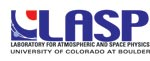 LASP
LABORATORY FOR ATMOSPHERIC AND SPACE PHYSICS
UNIVERSITY OF COLORADO AT BOULDER